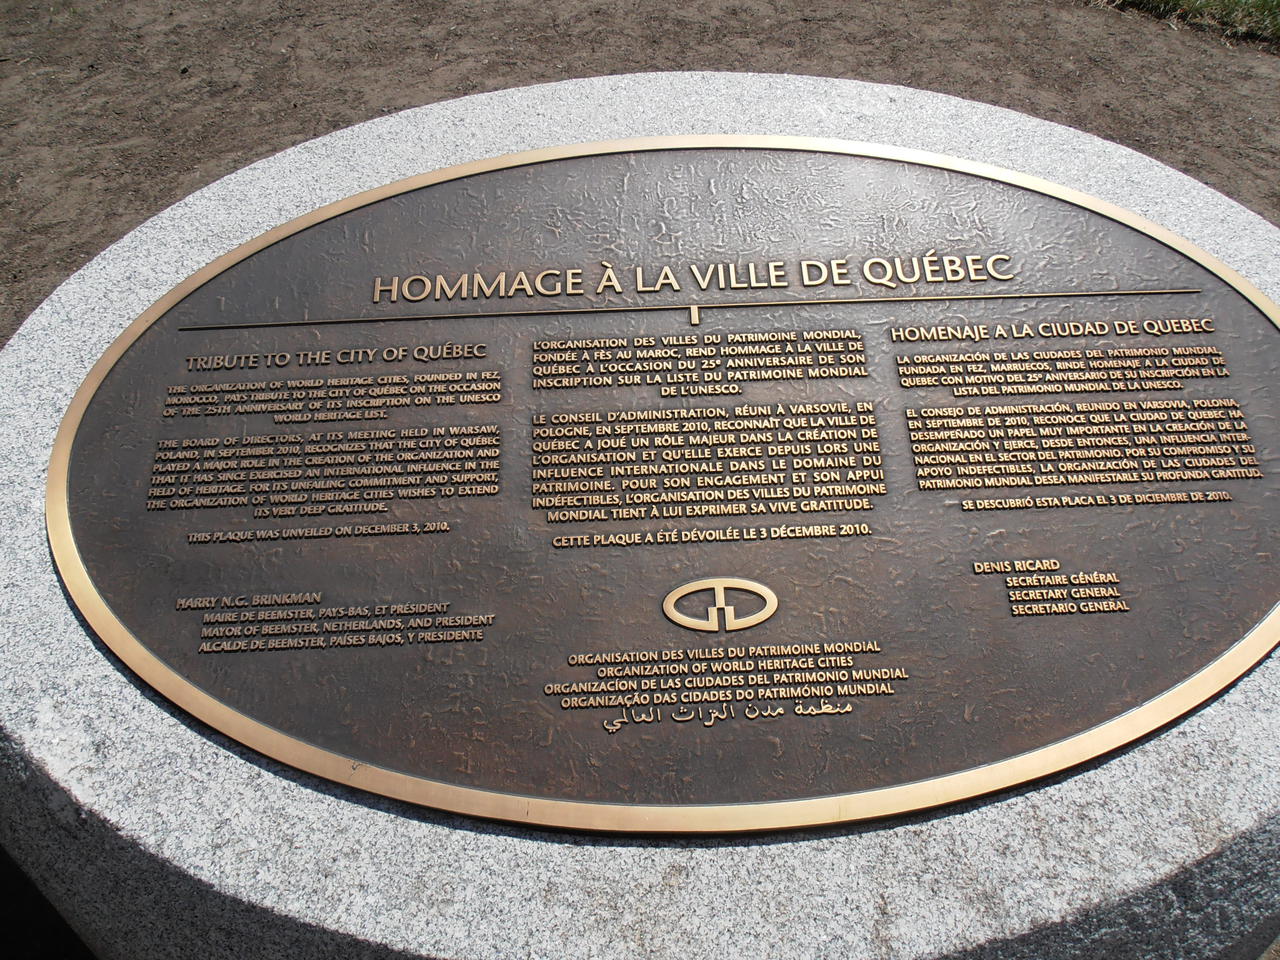 HOMMAGE À LA VILLE DE QUÉBEC
TRIBUTE TO THE CITY OF QUÉBEC
THE ORGANIZATION OF WORLD HERITAGE CITIES, FOUNDED IN FEZ,
MOROCCO, PAYS TRIBUTE TO THE CITY OF QUÉBEC ON THE OCCASION
OF THE 25TH ANNIVERSARY OF ITS INSCRIPTION ON THE UNESCO
WORLD HERITAGE LIST.
THE BOARD OF DIRECTORS, AT ITS MEETING HELD IN WARSAW,
POLAND, IN SEPTEMBER 2010, RECOGNIZES THAT THE CITY OF QUÉBEC
PLAYED A MAJOR ROLE IN THE CREATION OF THE ORGANIZATION AND
THAT IT HAS SINCE EXERCISED AN INTERNATIONAL INFLUENCE IN THE
FIELD OF HERITAGE. FOR ITS UNFAILING COMMITMENT AND SUPPORT,
THE ORGANIZATION OF WORLD HERITAGE CITIES WISHES TO EXTEND
ITS VERY DEEP GRATITUDE.
THIS PLAQUE WAS UNVEILED ON DECEMBER 3, 2010.
L'ORGANISATION DES VILLES DU PATRIMOINE MONDIAL
FONDÉE À FÈS AU MAROC, REND HOMMAGE À LA VILLE DE
QUÉBEC À L'OCCASION DU 25e ANNIVERSAIRE DE SON
INSCRIPTION SUR LA LISTE DU PATRIMOINE MONDIAL
DE L'UNESCO.
LE CONSEIL D'ADMINISTRATION, RÉUNI À VARSOVIE, EN
POLOGNE, EN SEPTEMBRE 2010, RECONNAÎT QUE LA VILLE DE
QUÉBEC A JOUÉ UN RÔLE MAJEUR DANS LA CRÉATION DE
L'ORGANISATION ET QU'ELLE EXERCE DEPUIS LORS UNE
INFLUENCE INTERNATIONALE DANS LE DOMAINE DU
PATRIMOINE. POUR SON ENGAGEMENT ET SON APPUI
INDÉFECTIBLES, L'ORGANISATION DES VILLES DU PATRIMOINE
MONDIAL TIENT À LUI EXPRIMER SA VIVE GRATITUDE.
CETTE PLAQUE A ÉTÉ DÉVOILÉE LE 3 DÉCEMBRE 2010.
HOMENAJE A LA CIUDAD DE QUEBEC
LA ORGANIZACIÓN DE LAS CIUDADES DEL PATRIMONIO MUNDIAL,
FUNDADA EN FEZ, MARRUECOS, RINDE HOMENAJE A LA CIUDAD DE
QUEBEC CON MOTIVO DEL 25º ANIVERSARIO DE SU INSCRIPCIÓN EN LA
LISTA DEL PATRIMONIO MUNDIAL DE LA UNESCO.
EL CONSEJO DE ADMINISTRACIÓN, REUNIDO EN VARSOVIA, POLONIA,
EN SEPTIEMBRE DE 2010, RECONOCE QUE LA CIUDAD DE QUEBEC HA
DESEMPEÑADO UN PAPEL MUY IMPORTANTE EN LA CREACIÓN DE LA
ORGANIZACIÓN Y EJERCE, DESDE ENTONCES, UNA INFLUENCIA INTER-
NACIONAL EN EL SECTOR DEL PATRIMONIO. POR SU COMPROMISO Y SU
APOYO INDEFECTIBLES, LA ORGANIZACIÓN DE LAS CIUDADES DEL
PATRIMONIO MUNDIAL DESEA MANIFESTARLE SU PROFUNDA GRATITUD.
SE DESCUBRIÓ ESTA PLACA EL 3 DE DICIEMBRE DE 2010.
HARRY N.G. BRINKMAN
MAIRE DE BEEMSTER, PAYS-BAS, ET PRÉSIDENT
MAYOR OF BEEMSTER, NETHERLANDS, AND PRESIDENT
ALCALDE DE BEEMSTER, PAÍSES BAJOS, Y PRESIDENTE
DENIS RICARD
SECRÉTAIRE GÉNÉRAL
SECRETARY GENERAL
SECRETARIO GENERAL
ORGANISATION DES VILLES DU PATRIMOINE MONDIAL
ORGANIZATION OF WORLD HERITAGE CITIES
ORGANIZACÍON DE LAS CIUDADES DEL PATRIMONIO MUNDIAL
ORGANIZAÇÃO DAS CIDADES DO PATRIMÓNIO MUNDIAL
منظمة مدن التراث العالمي